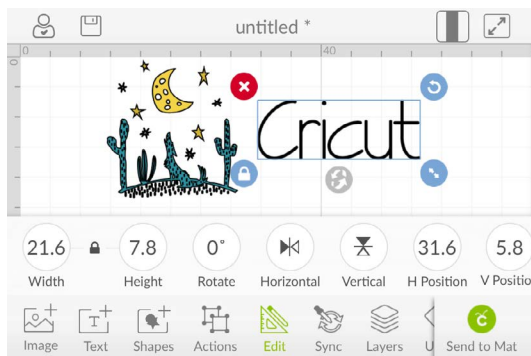 untitled *
0
40
0
Cricut
21.6
7.8
0°
31.6
5.8
Width
Height
Rotate
Horizontal
Vertical
H Position
V Positio
Image
Text
Shapes
Actions
Edit
Sync
Layers
Send to Mat